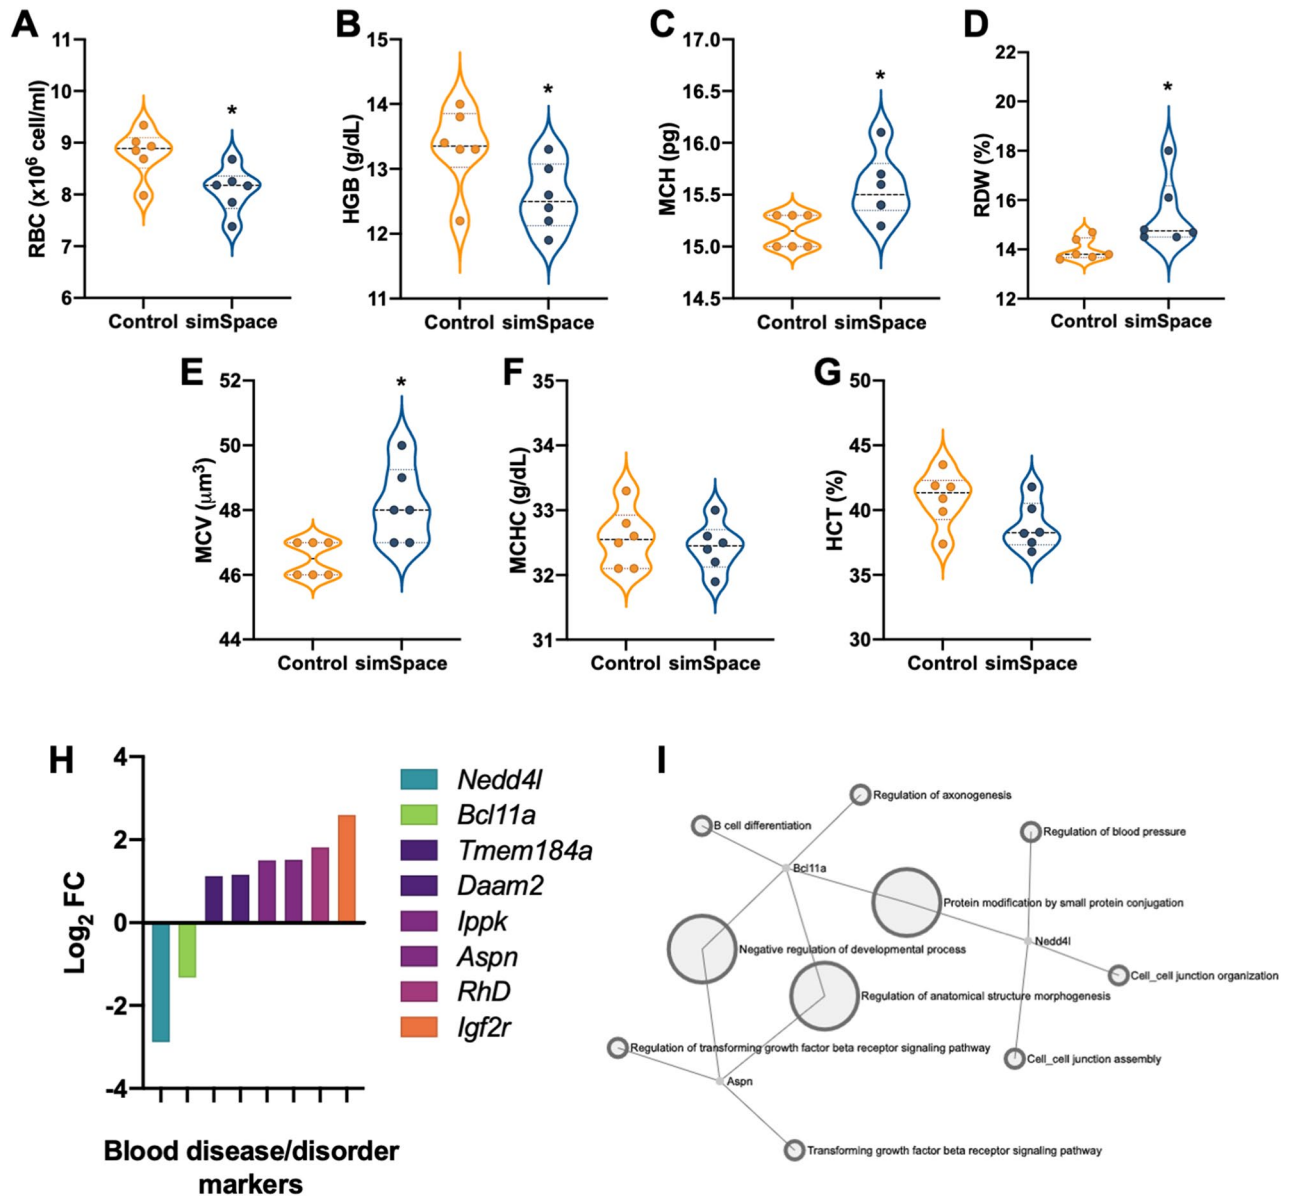 A
RBC (x10⁶ cell/ml)
11
10
9
8
7
6
*
Control simSpace
B
HGB (g/dL)
15
14
13
12
11
*
Control simSpace
C
MCH (pg)
17.0
16.5
16.0
15.5
15.0
14.5
*
Control simSpace
D
RDW (%)
22
20
18
16
14
12
*
Control simSpace
E
MCV (μm³)
52
50
48
46
44
*
Control simSpace
F
MCHC (g/dL)
35
34
33
32
31
Control simSpace
G
HCT (%)
50
45
40
35
30
Control simSpace
H
Log₂ FC
4
2
0
-2
-4
Blood disease/disorder
markers
Nedd4l
Bcl11a
Tmem184a
Daam2
Ippk
Aspn
RhD
Igf2r
I
Regulation of axonogenesis
B cell differentiation
Regulation of blood pressure
Bcl11a
Protein modification by small protein conjugation
Nedd4l
Negative regulation of developmental process
Cell_cell junction organization
Regulation of anatomical structure morphogenesis
Regulation of transforming growth factor beta receptor signaling pathway
Cell_cell junction assembly
Aspn
Transforming growth factor beta receptor signaling pathway